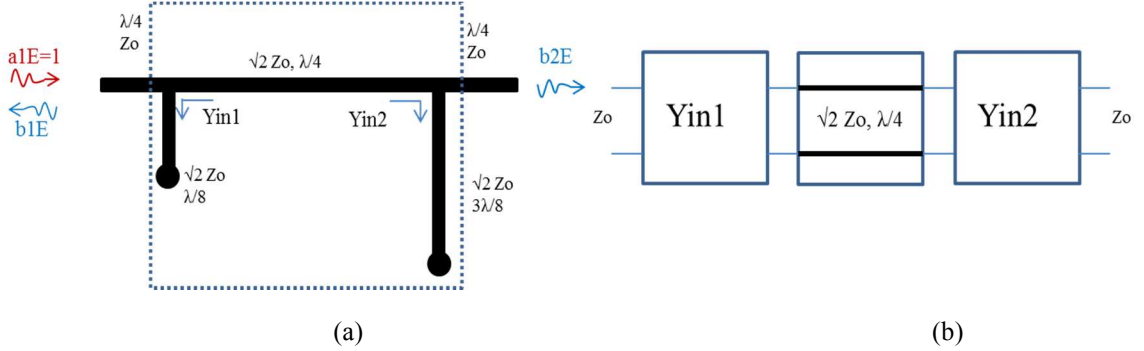 λ/4
Zo
λ/4
Zo
√2 Zo, λ/4
a1E=1
b1E
b2E
Yin1
Yin2
√2 Zo
λ/8
√2 Zo
3λ/8
Zo
Yin1
√2 Zo, λ/4
Yin2
Zo
(a)
(b)